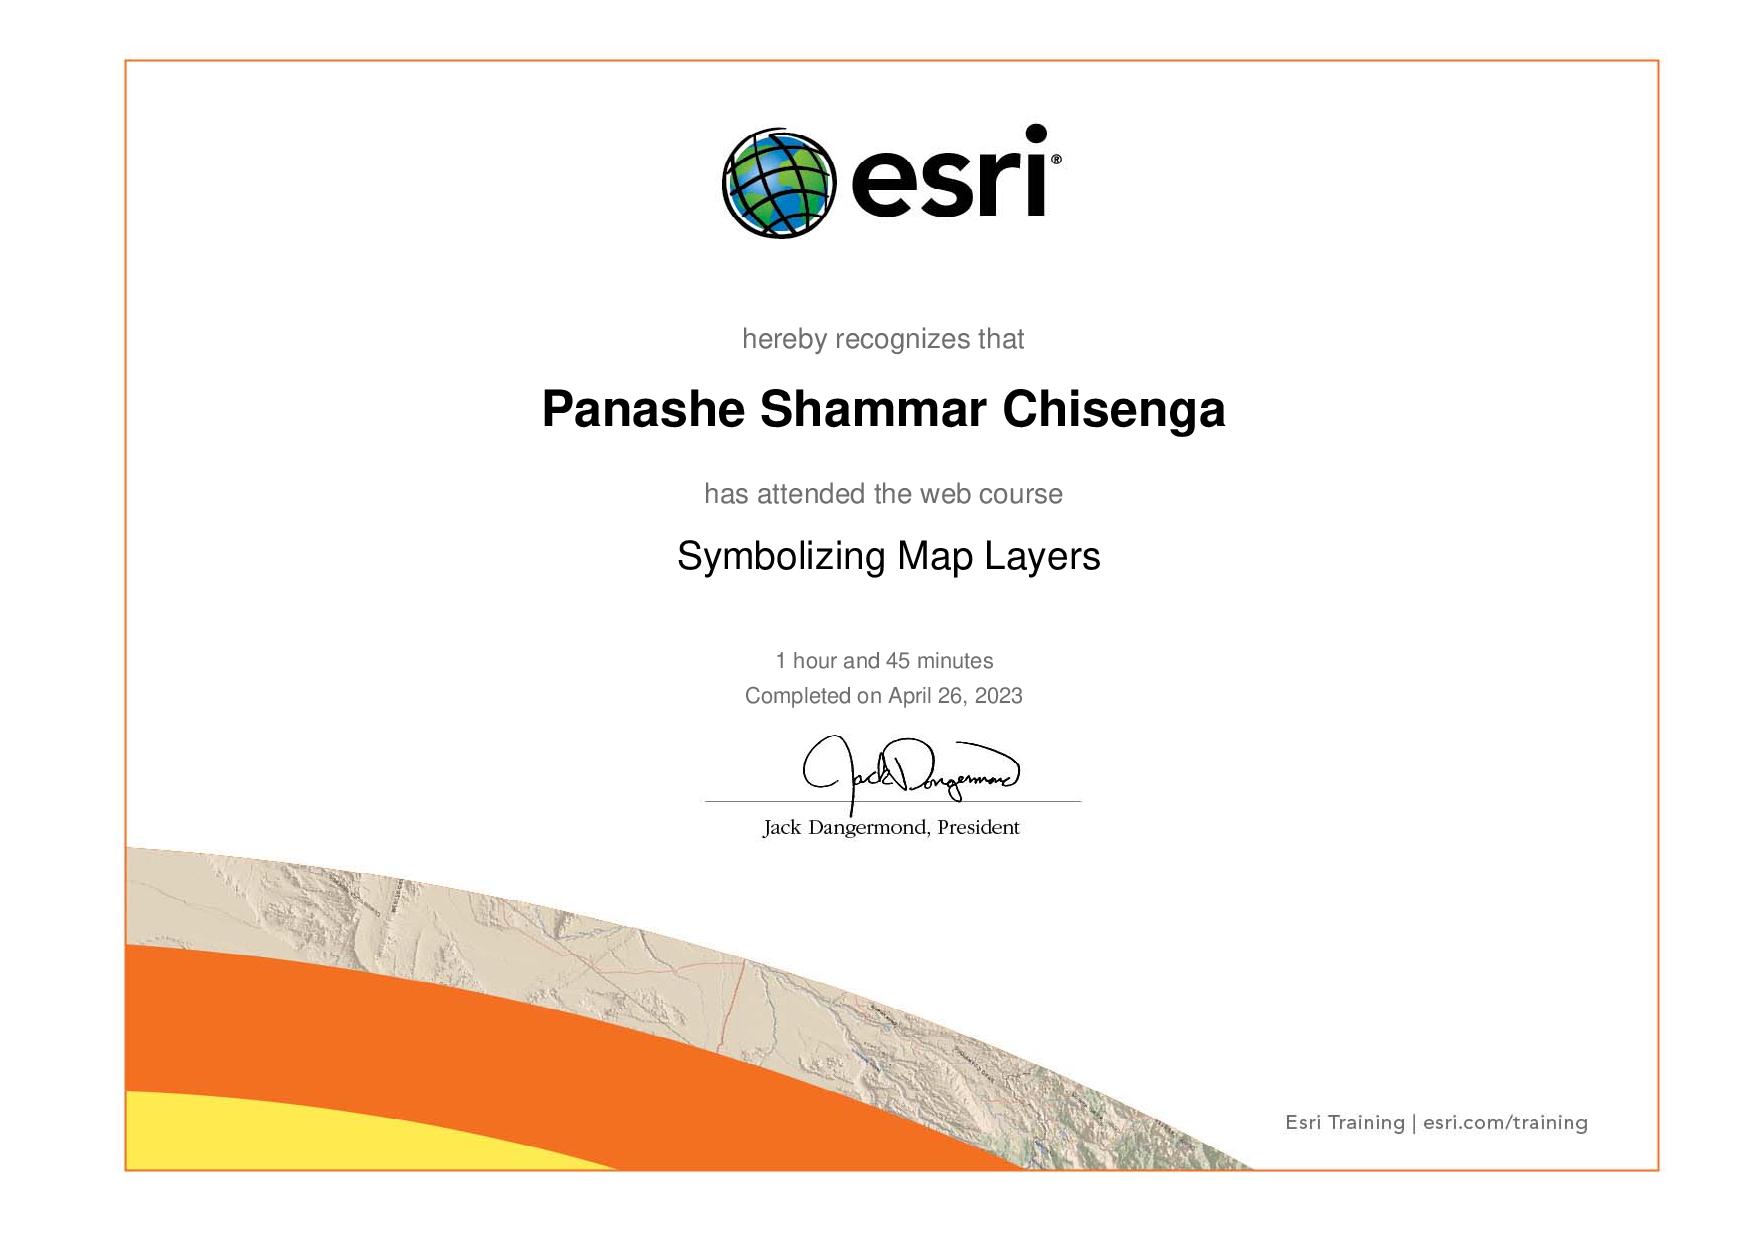 esri®
hereby recognizes that
Panashe Shammar Chisenga
has attended the web course
Symbolizing Map Layers
1 hour and 45 minutes
Completed on April 26, 2023
Jack Dangermond
Jack Dangermond, President
Esri Training | esri.com/training